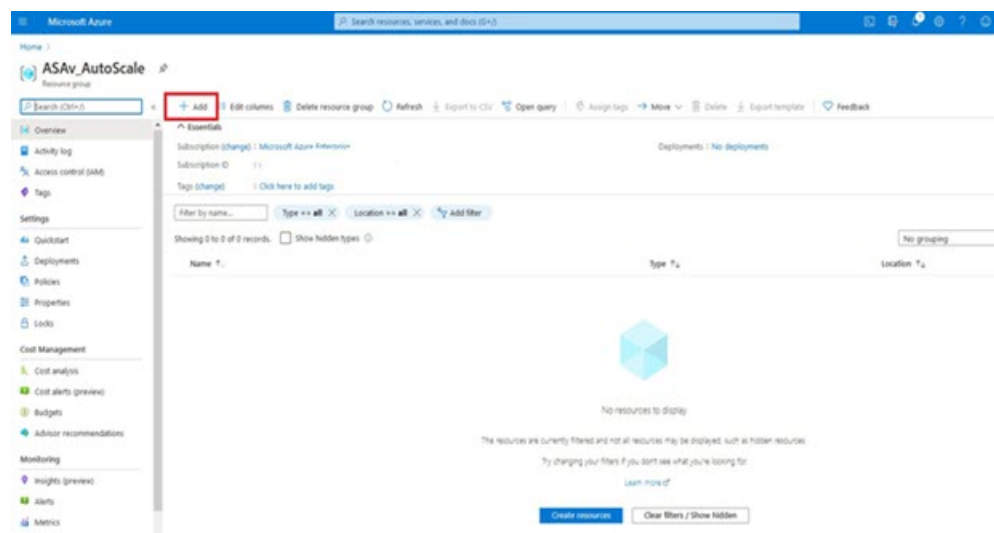 Microsoft Azure
Search resources, services, and docs (G+/)
Home >
ASAv_AutoScale
Resource group
Search (Ctrl+/)
Add
Edit columns
Delete resource group
Refresh
Export to CSV
Open query
Assign tags
Move
Delete
Export template
Feedback
Overview
Activity log
Access control (IAM)
Tags
Settings
Quickstart
Deployments
Policies
Properties
Locks
Cost Management
Cost analysis
Cost alerts (preview)
Budgets
Advisor recommendations
Monitoring
Insights (preview)
Alerts
Metrics
Essentials
Subscription (change) : Microsoft Azure Enterprise
Deployments : No deployments
Subscription ID :
Tags (change) : Click here to add tags
Filter by name...
Type == all
Location == all
Add filter
Showing 0 to 0 of 0 records.
Show hidden types
No grouping
Name
Type
Location
No resources to display
The resources are currently filtered and not all resources may be displayed, such as hidden resources
Try changing your filters if you don't see what you're looking for.
Learn more
Create resources
Clear filters / Show hidden